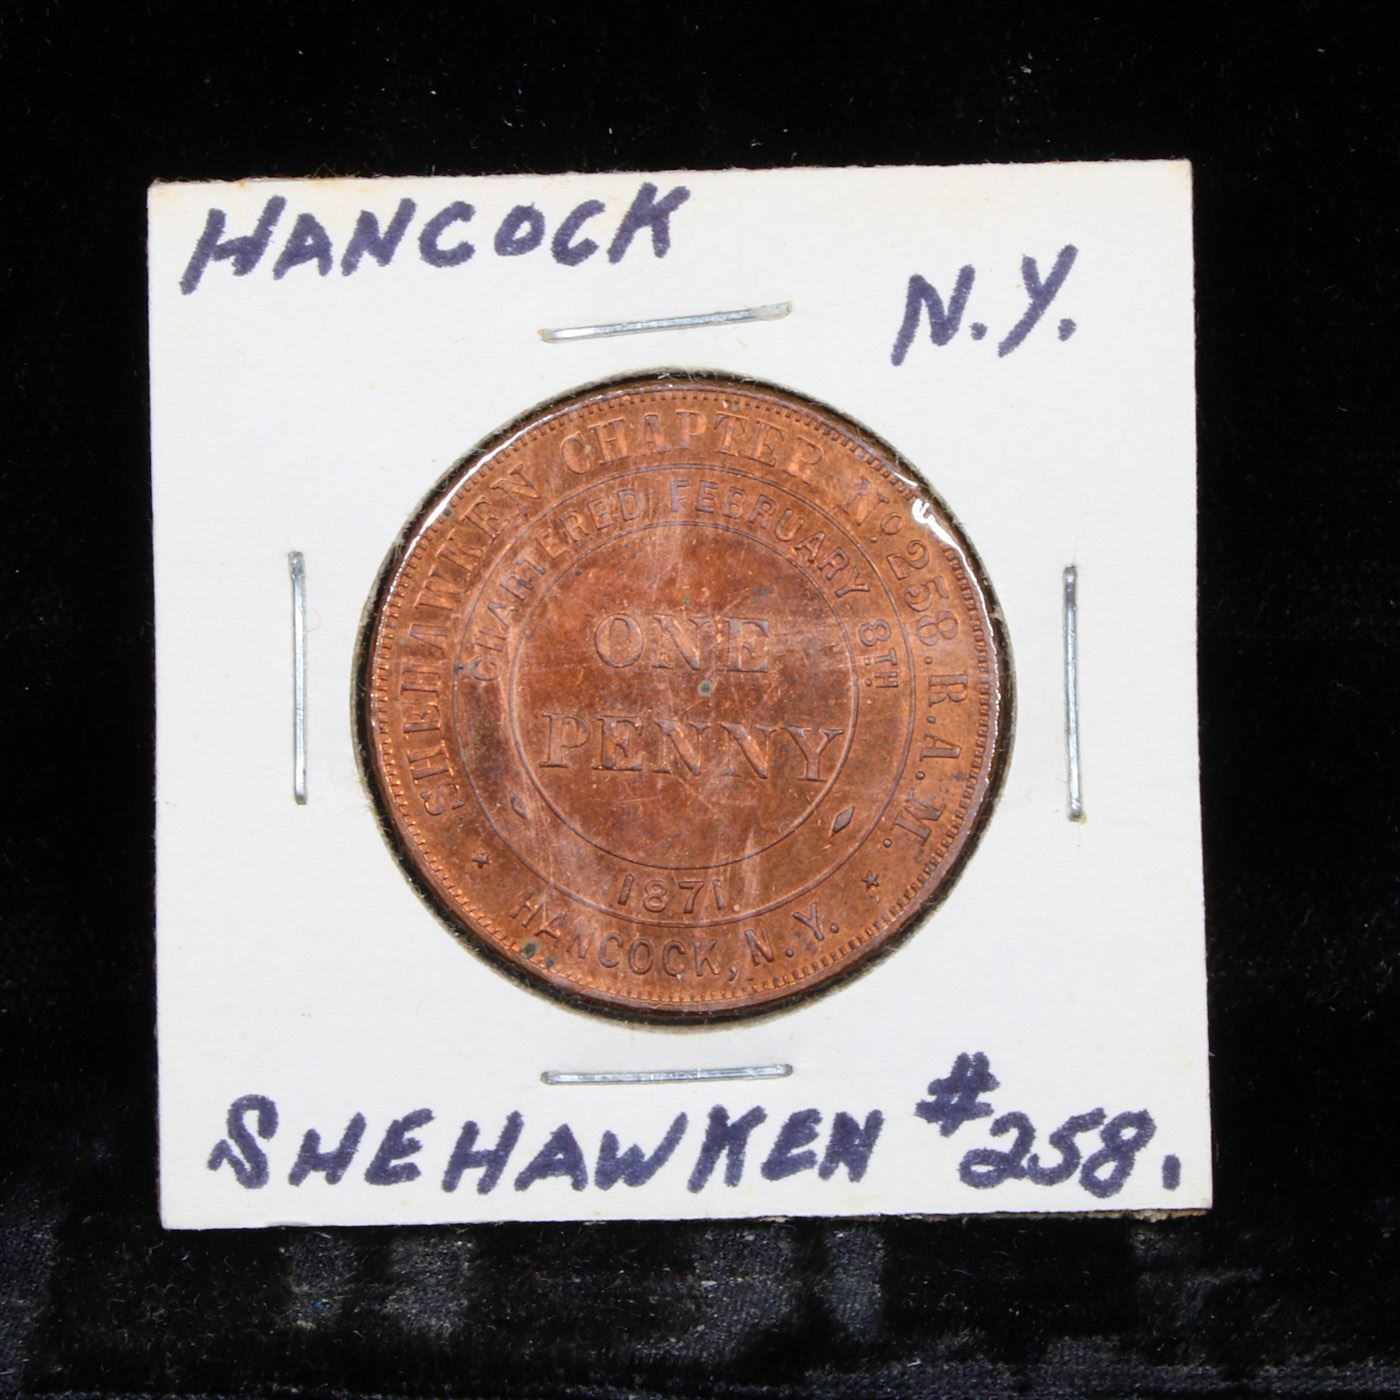 HANCOCK
N.Y.
SHEHAWKEN CHAPTER No. 258. R.A.M.
CHARTERED FEBRUARY 8TH.
ONE
PENNY
1871.
HANCOCK, N.Y.
SHEHAWKEN #258.